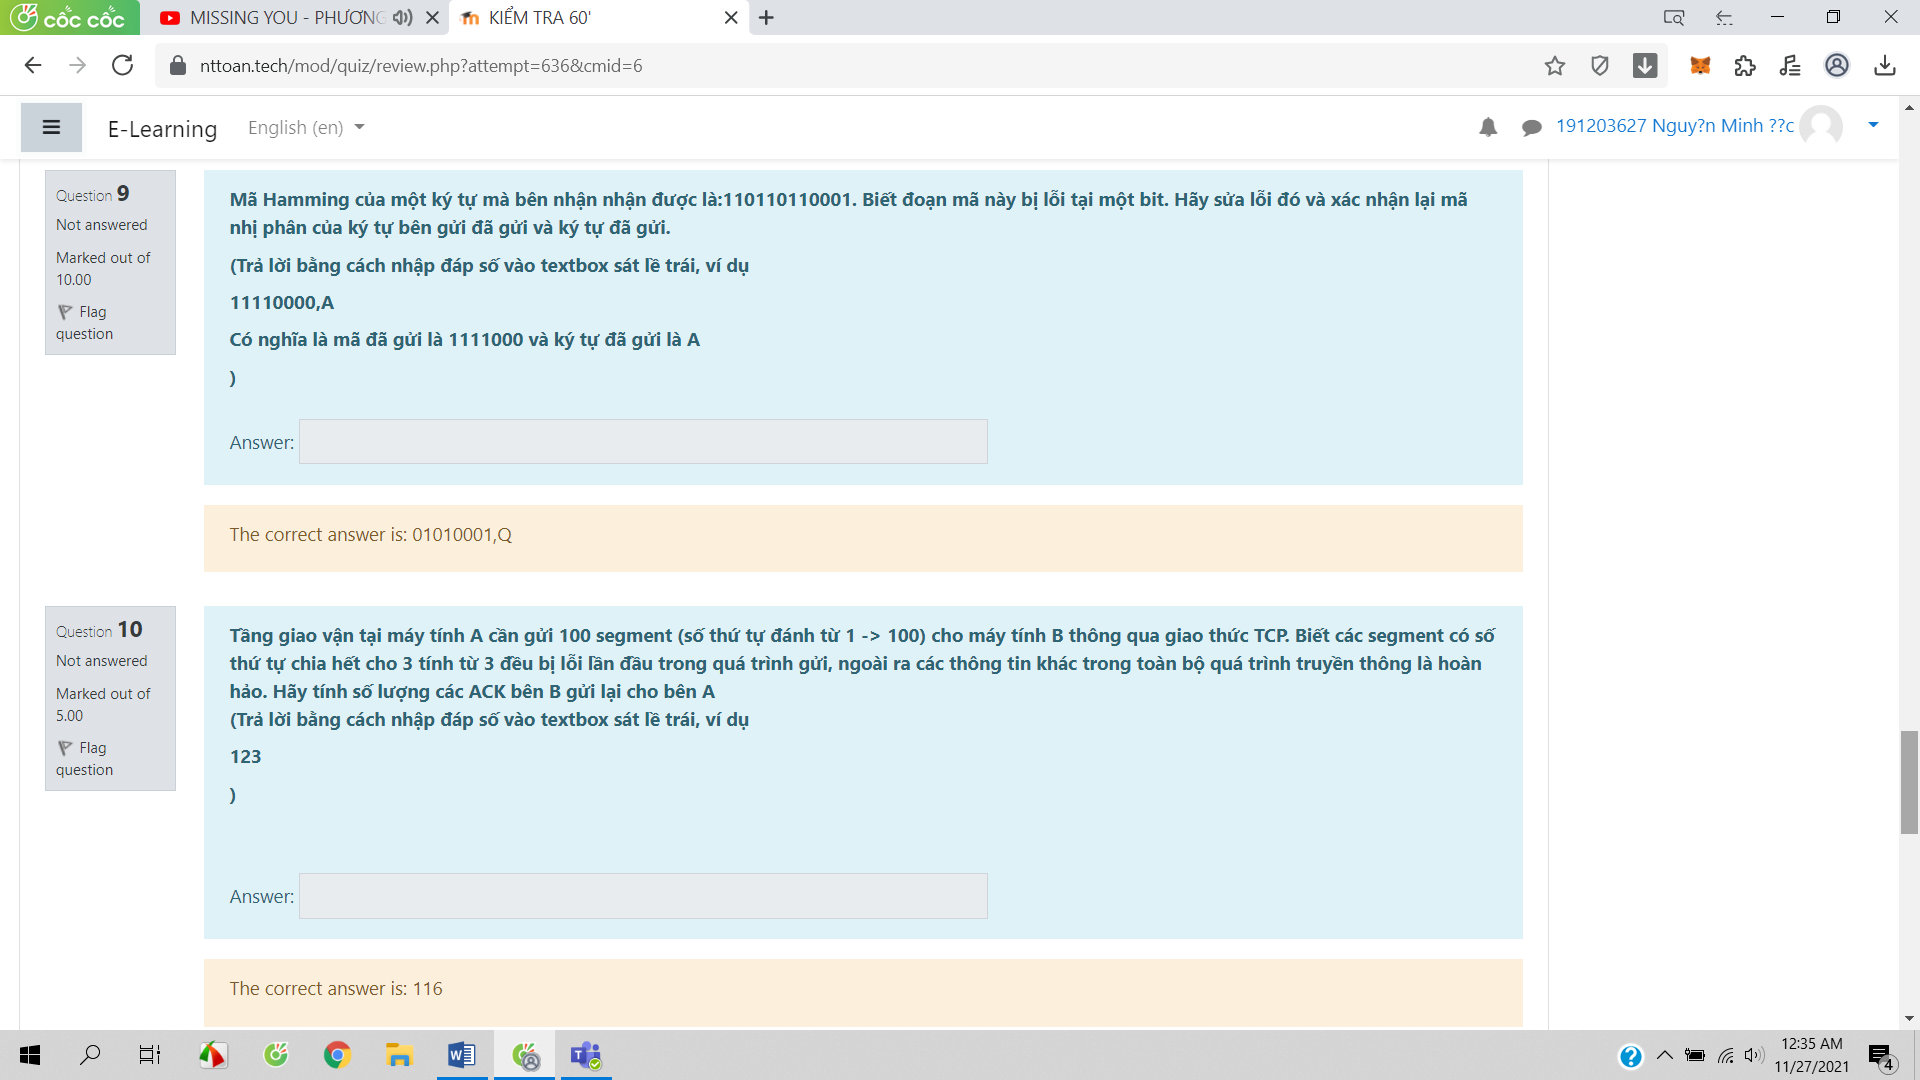 cốc cốc
MISSING YOU - PHƯƠNG
KIỂM TRA 60'
nttoan.tech/mod/quiz/review.php?attempt=636&cmid=6
E-Learning
English (en)
191203627 Nguy?n Minh ??c
Question 9
Not answered
Marked out of
10.00
Flag
question
Mã Hamming của một ký tự mà bên nhận nhận được là:110110110001. Biết đoạn mã này bị lỗi tại một bit. Hãy sửa lỗi đó và xác nhận lại mã
nhị phân của ký tự bên gửi đã gửi và ký tự đã gửi.
(Trả lời bằng cách nhập đáp số vào textbox sát lề trái, ví dụ
11110000,A
Có nghĩa là mã đã gửi là 1111000 và ký tự đã gửi là A
)
Answer:
The correct answer is: 01010001,Q
Question 10
Not answered
Marked out of
5.00
Flag
question
Tầng giao vận tại máy tính A cần gửi 100 segment (số thứ tự đánh từ 1 -> 100) cho máy tính B thông qua giao thức TCP. Biết các segment có số
thứ tự chia hết cho 3 tính từ 3 đều bị lỗi lần đầu trong quá trình gửi, ngoài ra các thông tin khác trong toàn bộ quá trình truyền thông là hoàn
hảo. Hãy tính số lượng các ACK bên B gửi lại cho bên A
(Trả lời bằng cách nhập đáp số vào textbox sát lề trái, ví dụ
123
)
Answer:
The correct answer is: 116
12:35 AM
11/27/2021
4